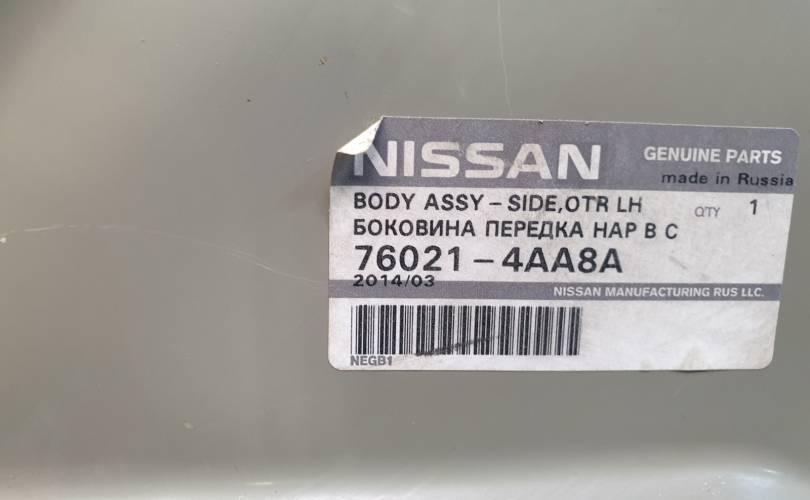 NISSAN GENUINE PARTS
made in Russia
BODY ASSY - SIDE,OTR LH QTY 1
БОКОВИНА ПЕРЕДКА НАР В С
76021 - 4AA8A
2014/03
NISSAN MANUFACTURING RUS LLC.
NEGB1